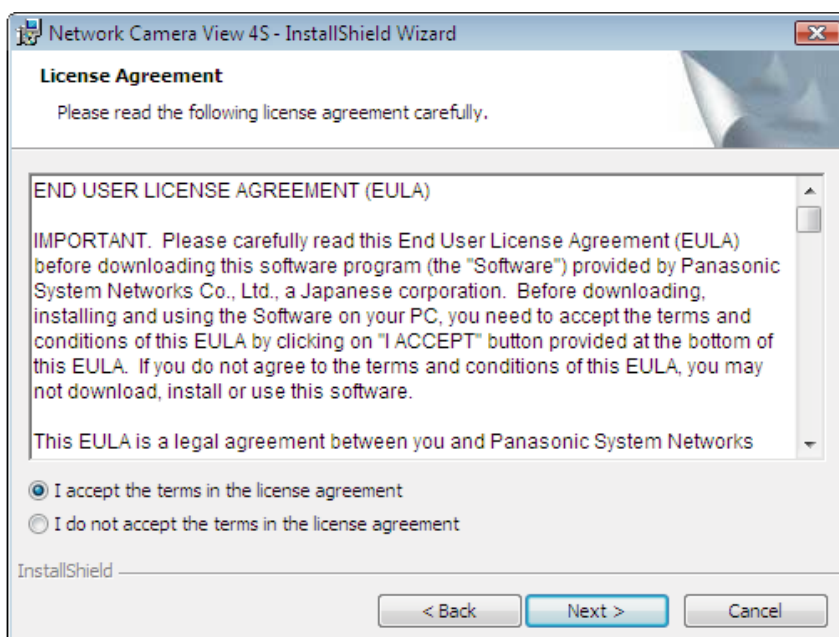 Network Camera View 4S - InstallShield Wizard
License Agreement
Please read the following license agreement carefully.
END USER LICENSE AGREEMENT (EULA)
IMPORTANT.  Please carefully read this End User License Agreement (EULA)
before downloading this software program (the "Software") provided by Panasonic
System Networks Co., Ltd., a Japanese corporation.  Before downloading,
installing and using the Software on your PC, you need to accept the terms and
conditions of this EULA by clicking on "I ACCEPT" button provided at the bottom of
this EULA.  If you do not agree to the terms and conditions of this EULA, you may
not download, install or use this software.
This EULA is a legal agreement between you and Panasonic System Networks
I accept the terms in the license agreement
I do not accept the terms in the license agreement
InstallShield
< Back Next > Cancel